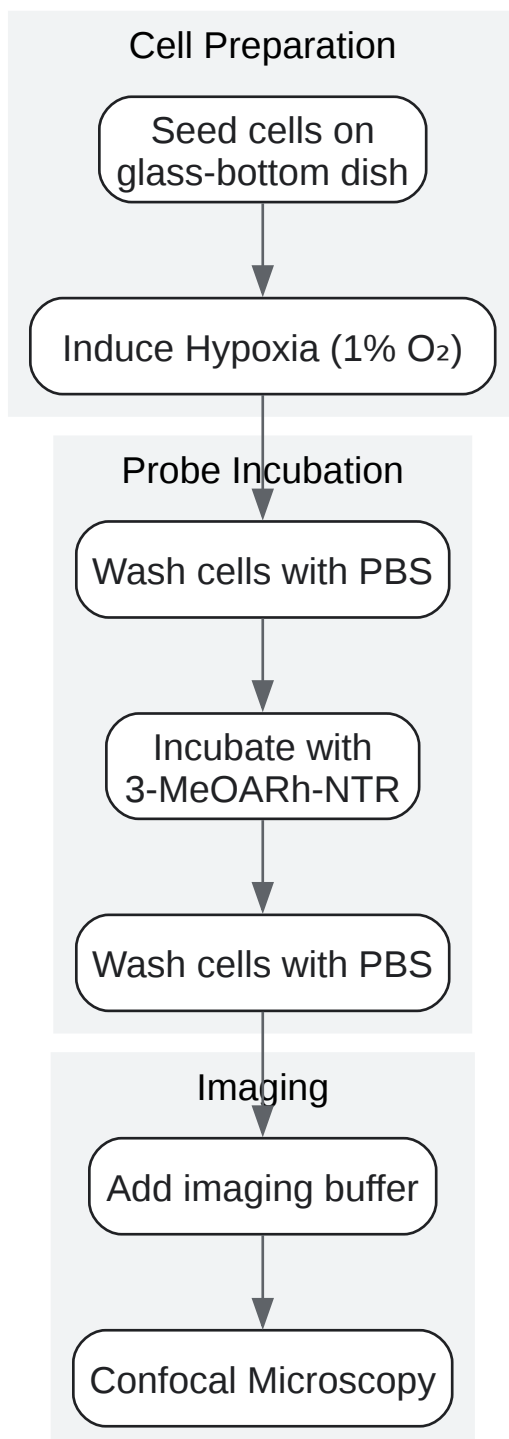 Cell Preparation
Seed cells on
glass-bottom dish
Induce Hypoxia (1% O₂)
Probe Incubation
Wash cells with PBS
Incubate with
3-MeOARh-NTR
Wash cells with PBS
Imaging
Add imaging buffer
Confocal Microscopy